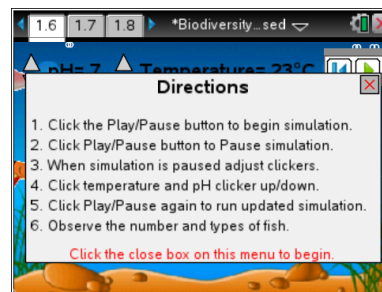 1.6 1.7 1.8 *Biodiversity...sed
pH= 7 Temperature= 23°C
Directions
1. Click the Play/Pause button to begin simulation.
2. Click Play/Pause button to Pause simulation.
3. When simulation is paused adjust clickers.
4. Click temperature and pH clicker up/down.
5. Click Play/Pause again to run updated simulation.
6. Observe the number and types of fish.
Click the close box on this menu to begin.